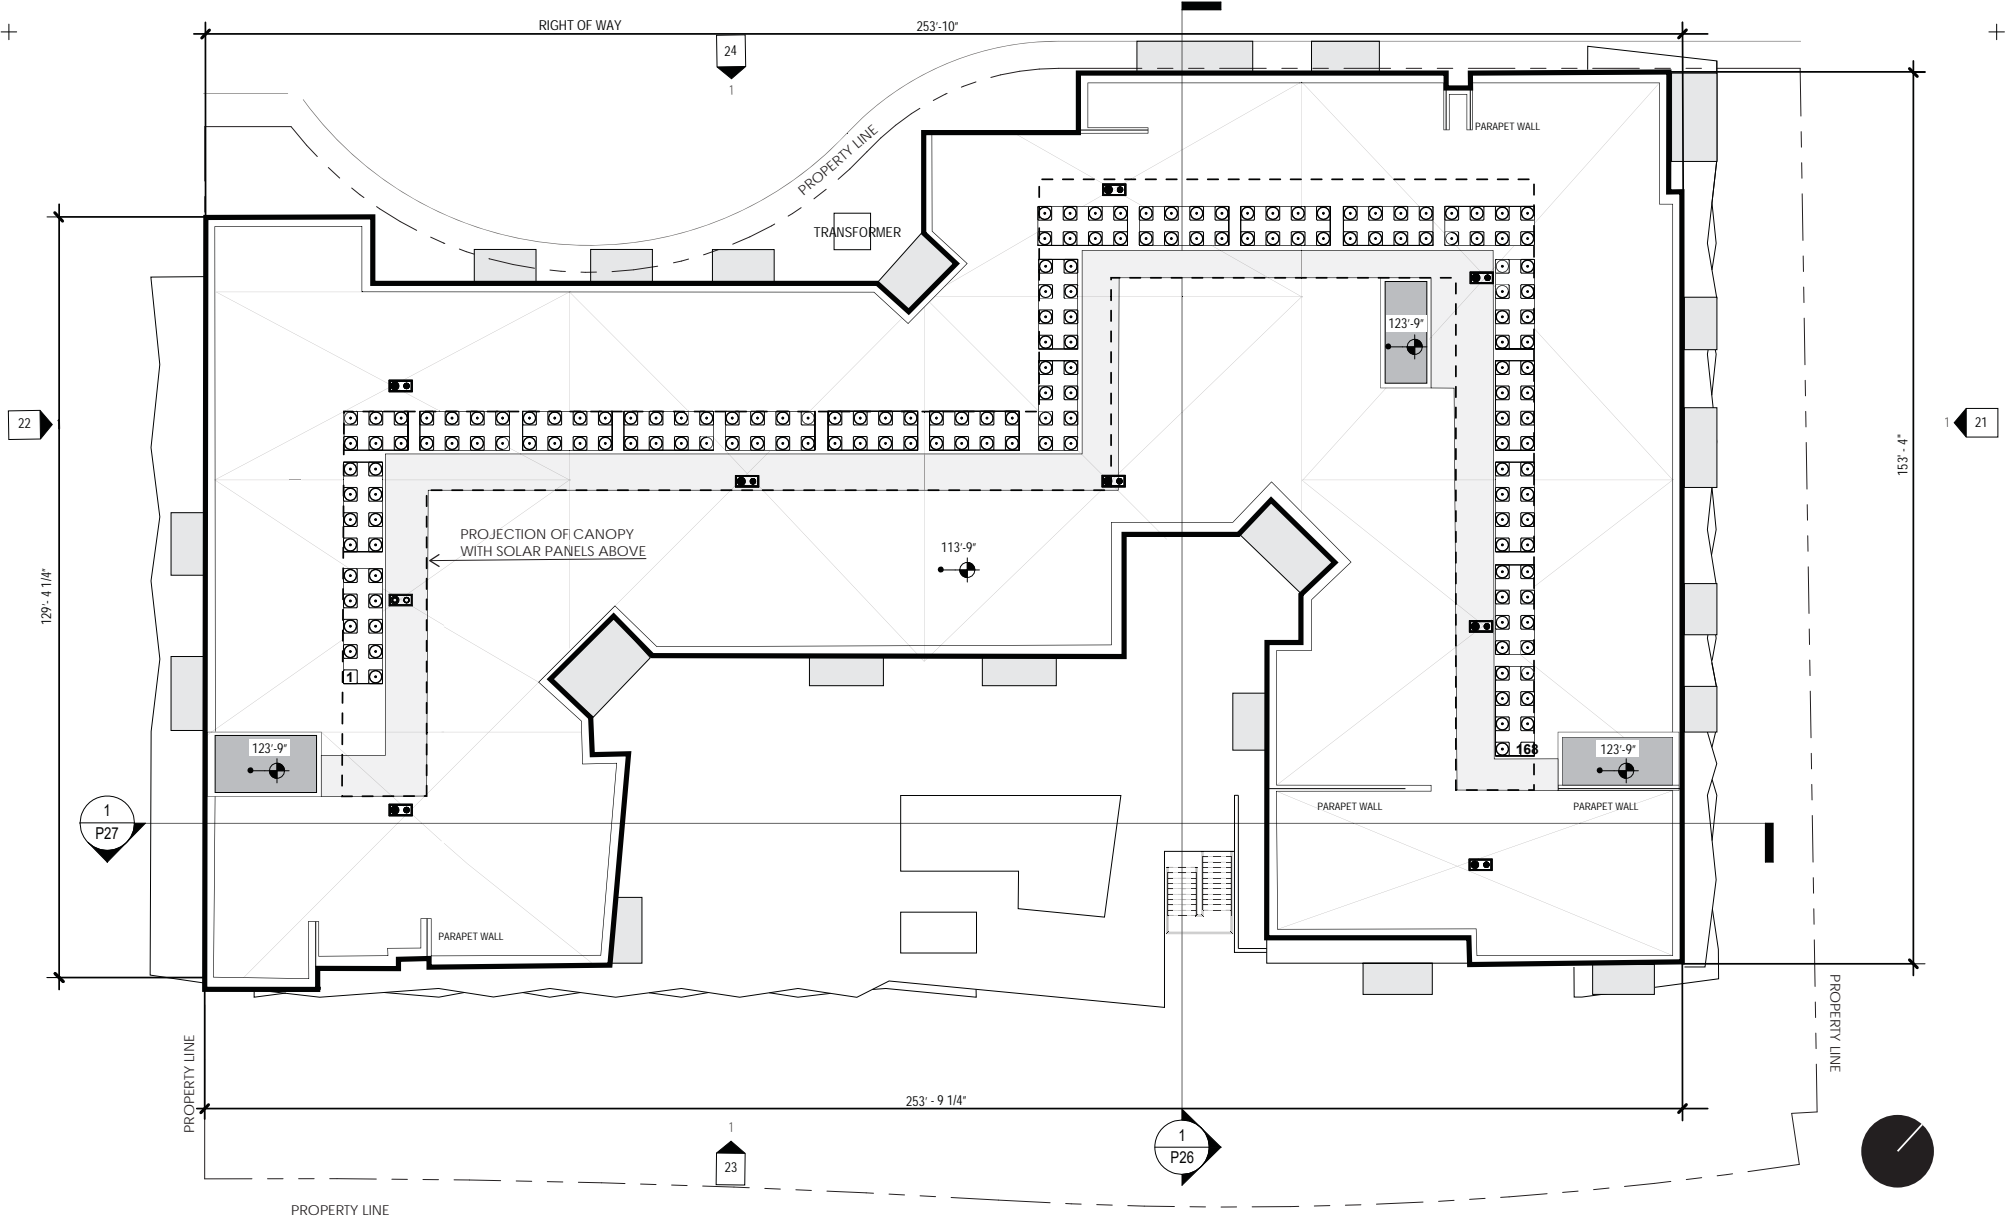 RIGHT OF WAY
253'-10"
24
1
PROPERTY LINE
PARAPET WALL
TRANSFORMER
123'-9"
22
1
21
153' - 4"
PROJECTION OF CANOPY
WITH SOLAR PANELS ABOVE
113'-9"
129' - 4 1/4"
1
168
123'-9"
123'-9"
PARAPET WALL
PARAPET WALL
1
P27
PARAPET WALL
PROPERTY LINE
PROPERTY LINE
253' - 9 1/4"
1
23
1
P26
PROPERTY LINE